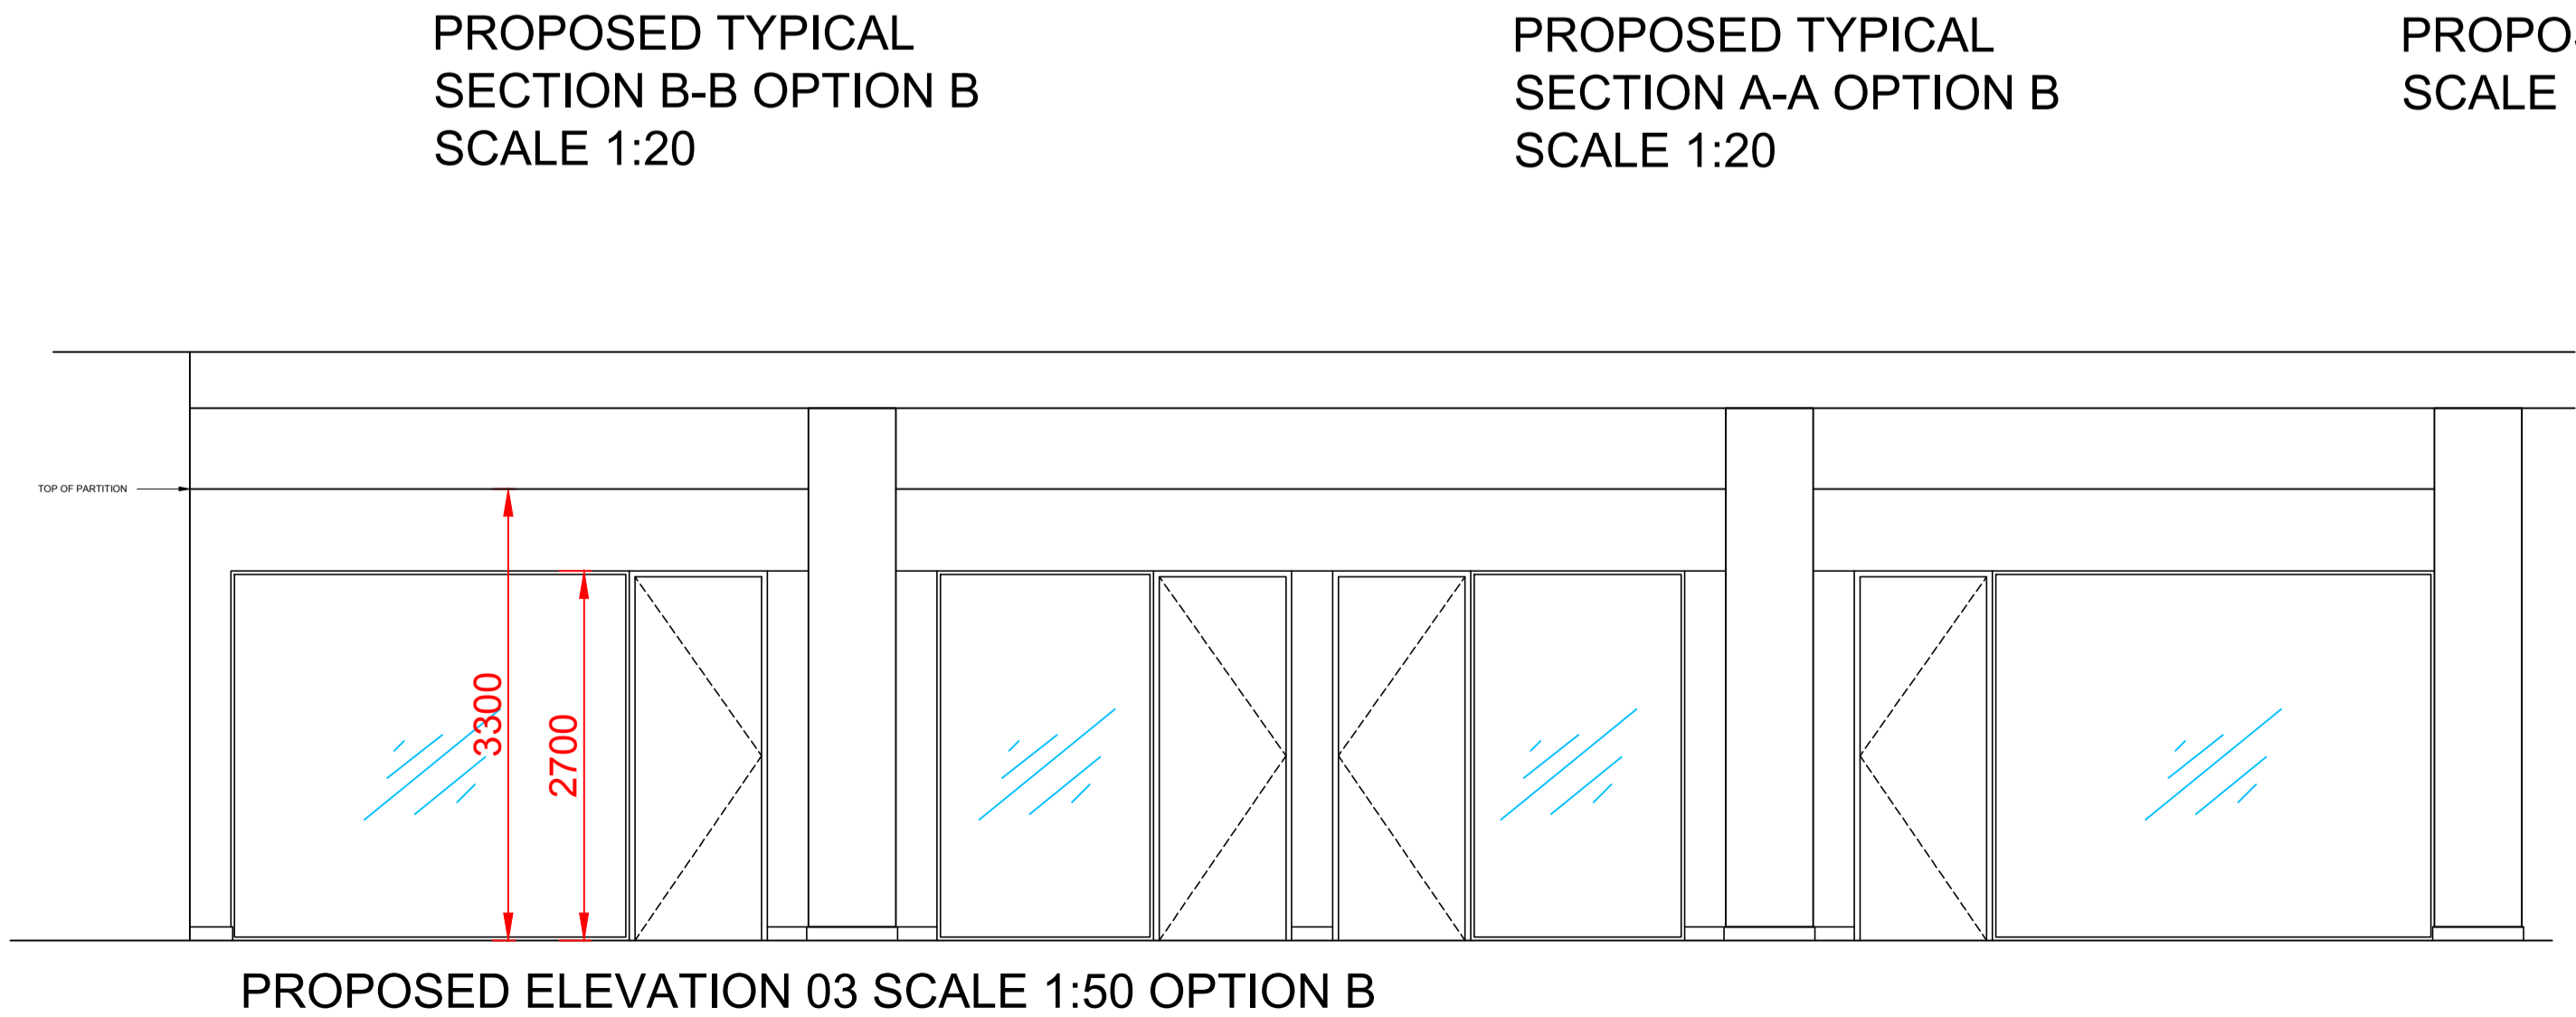 PROPOSED TYPICAL
SECTION B-B OPTION B
SCALE 1:20
PROPOSED TYPICAL
SECTION A-A OPTION B
SCALE 1:20
SCALE
TOP OF PARTITION
3300
2700
PROPOSED ELEVATION 03 SCALE 1:50 OPTION B